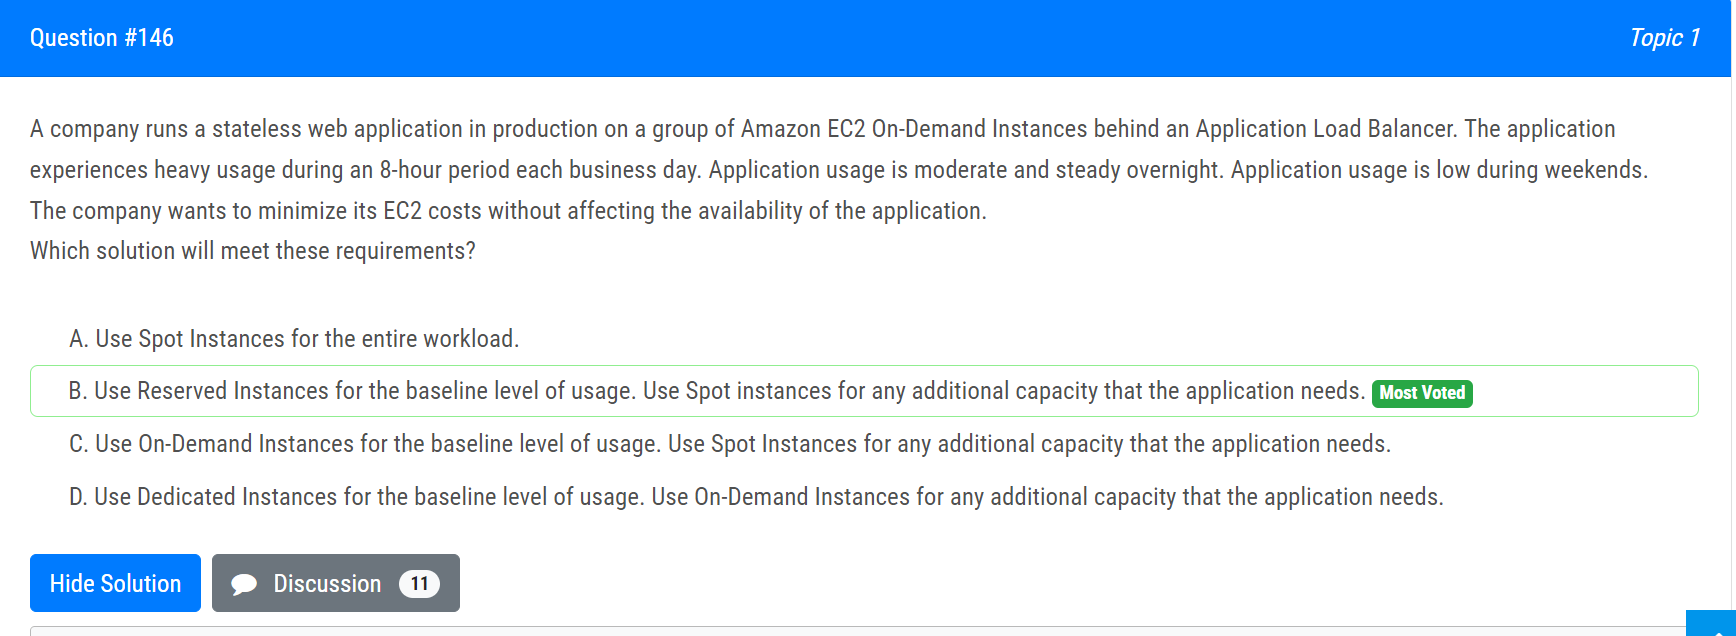 Question #146
Topic 1
A company runs a stateless web application in production on a group of Amazon EC2 On-Demand Instances behind an Application Load Balancer. The application
experiences heavy usage during an 8-hour period each business day. Application usage is moderate and steady overnight. Application usage is low during weekends.
The company wants to minimize its EC2 costs without affecting the availability of the application.
Which solution will meet these requirements?
A. Use Spot Instances for the entire workload.
B. Use Reserved Instances for the baseline level of usage. Use Spot instances for any additional capacity that the application needs. Most Voted
C. Use On-Demand Instances for the baseline level of usage. Use Spot Instances for any additional capacity that the application needs.
D. Use Dedicated Instances for the baseline level of usage. Use On-Demand Instances for any additional capacity that the application needs.
Hide Solution
Discussion 11